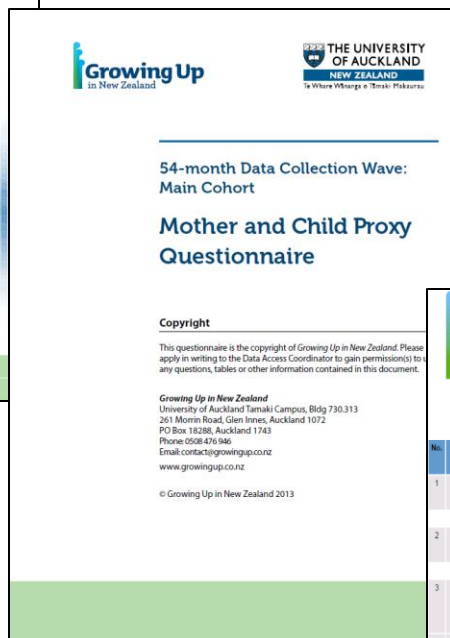 Growing Up
in New Zealand
THE UNIVERSITY
OF AUCKLAND
NEW ZEALAND
Te Whare Wānanga o Tāmaki Makaurau
54-month Data Collection Wave:
Main Cohort
Mother and Child Proxy
Questionnaire
Copyright
This questionnaire is the copyright of Growing Up in New Zealand. Please
apply in writing to the Data Access Coordinator to gain permission(s) to
any questions, tables or other information contained in this document.
Growing Up in New Zealand
University of Auckland Tamaki Campus, Bldg 730.313
261 Morrin Road, Glen Innes, Auckland 1072
PO Box 18288, Auckland 1743
Phone: 0508 476 946
Email: contact@growingup.co.nz
www.growingup.co.nz
© Growing Up in New Zealand 2013
No.
1
2
3